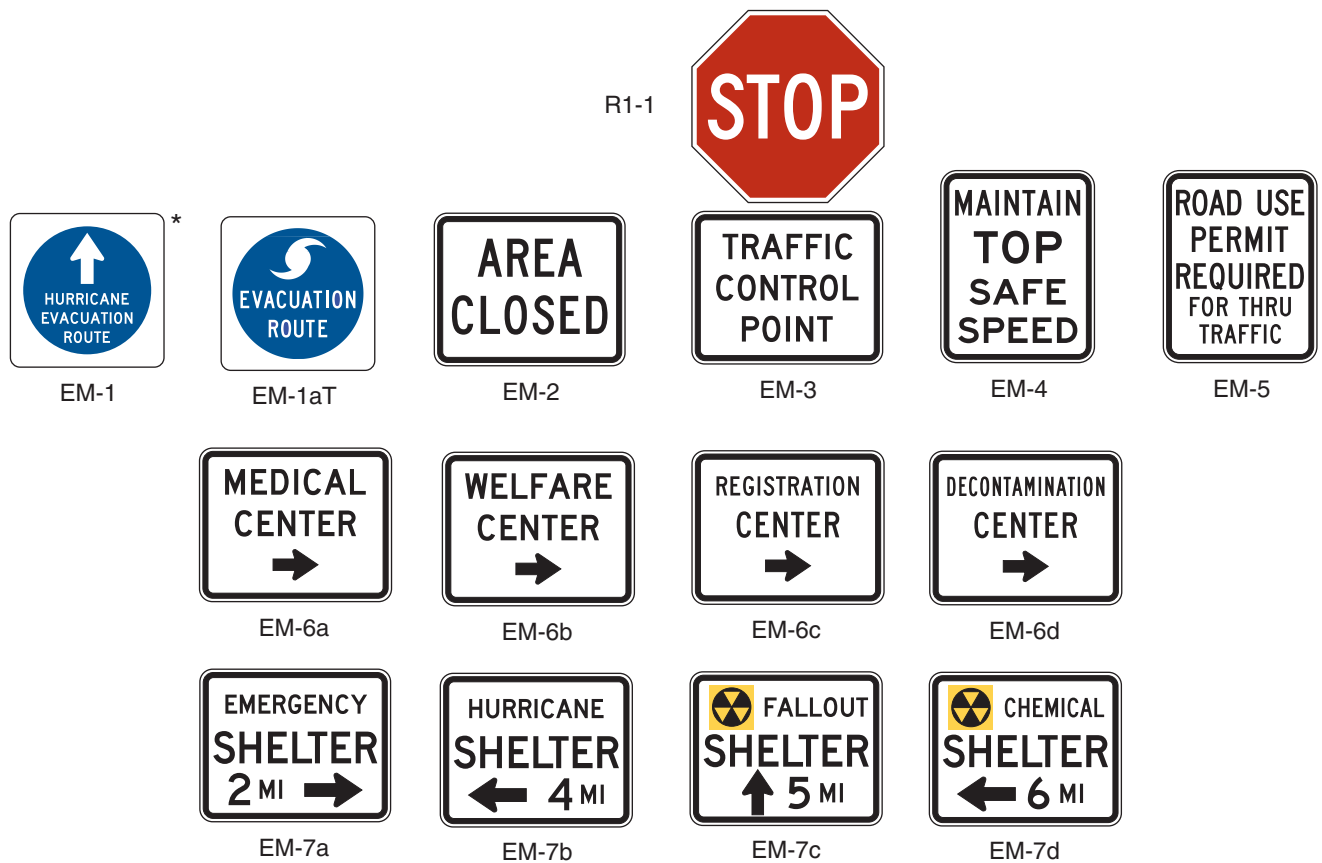 R1-1
STOP
*
HURRICANE
EVACUATION
ROUTE
EM-1
EVACUATION
ROUTE
EM-1aT
AREA
CLOSED
EM-2
TRAFFIC
CONTROL
POINT
EM-3
MAINTAIN
TOP
SAFE
SPEED
EM-4
ROAD USE
PERMIT
REQUIRED
FOR THRU
TRAFFIC
EM-5
MEDICAL
CENTER
EM-6a
WELFARE
CENTER
EM-6b
REGISTRATION
CENTER
EM-6c
DECONTAMINATION
CENTER
EM-6d
EMERGENCY
SHELTER
2 MI
EM-7a
HURRICANE
SHELTER
4 MI
EM-7b
FALLOUT
SHELTER
5 MI
EM-7c
CHEMICAL
SHELTER
6 MI
EM-7d